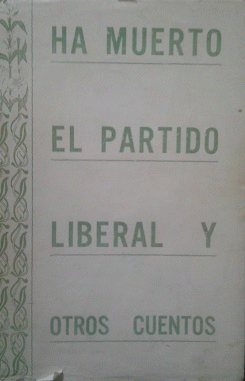 HA MUERTO
EL PARTIDO
LIBERAL Y
OTROS CUENTOS